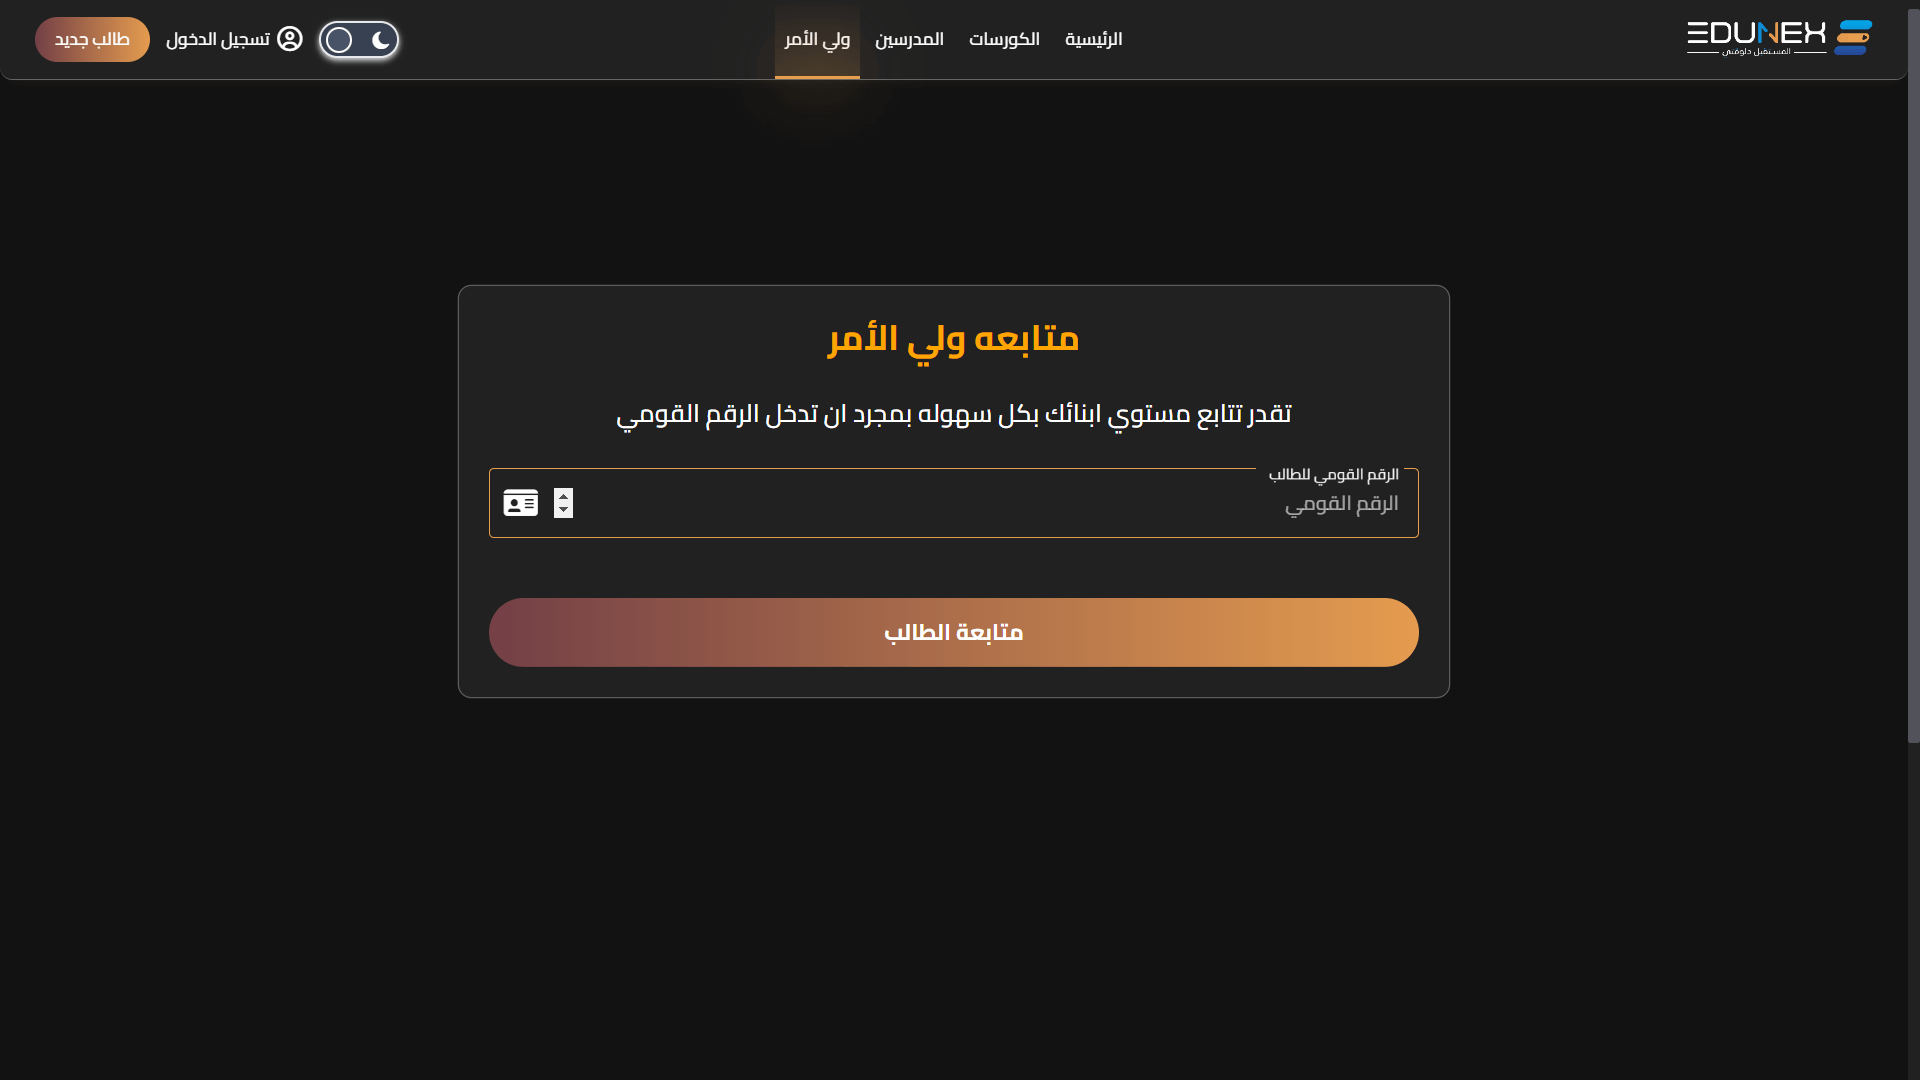 EDUNEX
المستقبل دلوقتي
الرئيسية
الكورسات
المدرسين
ولي الأمر
تسجيل الدخول
طالب جديد
متابعه ولي الأمر
تقدر تتابع مستوي ابنائك بكل سهوله بمجرد ان تدخل الرقم القومي
الرقم القومي للطالب
الرقم القومي
متابعة الطالب